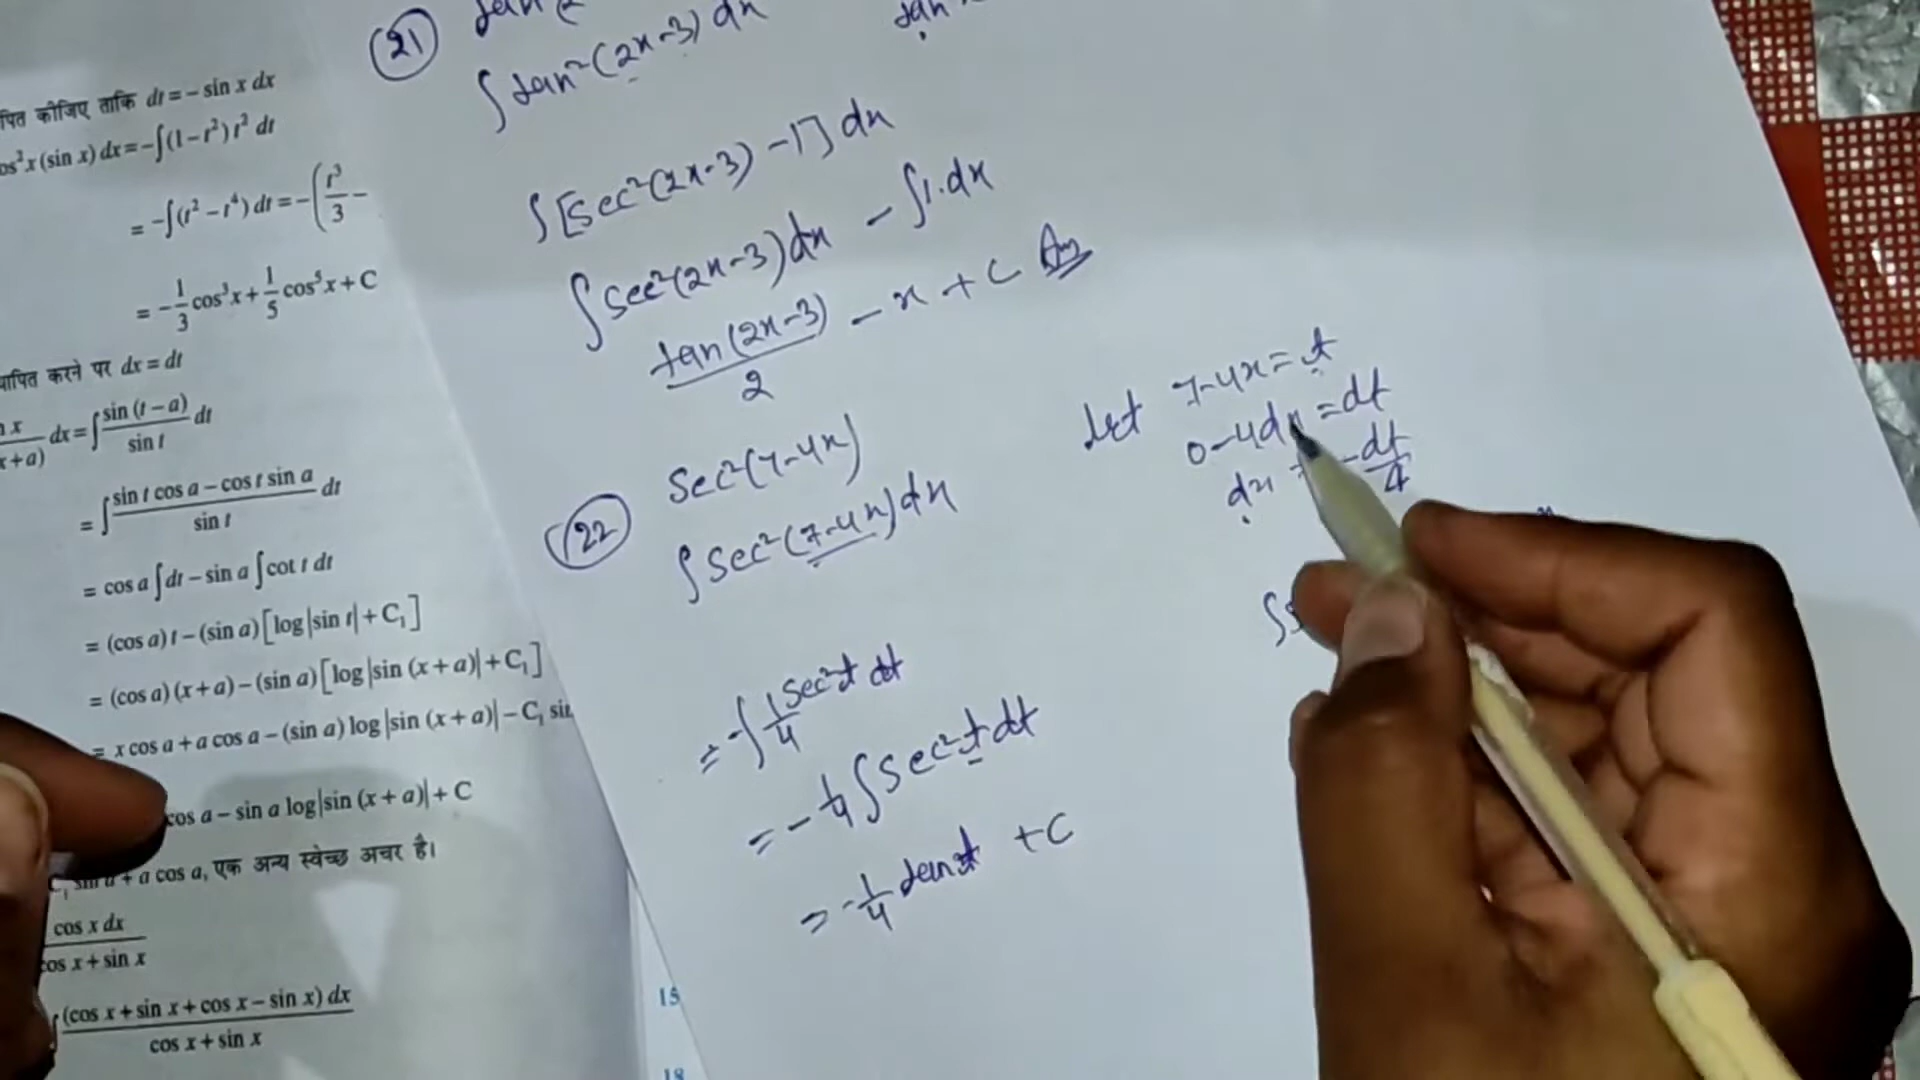 पित कीजिए ताकि dt = – sin x dx
os²x (sin x) dx = –∫(1 – t²) t² dt
= –∫(t² – t⁴) dt = –(t³/3 –
= –1/3 cos³x + 1/5 cos⁵x + C
करने पर dx = dt
dx = ∫ sin (t – a)/sin t dt
x + a)
= ∫ (sin t cos a – cos t sin a)/sin t dt
= cos a ∫ dt – sin a ∫ cot t dt
= (cos a) t – (sin a) [log |sin t| + C₁]
= (cos a) (x + a) – (sin a) [log |sin (x + a)| + C₁]
= x cos a + a cos a – (sin a) log |sin (x + a)| – C₁ sin
cos a – sin a log |sin (x + a)| + C
a + a cos a, एक अन्य स्वेच्छ अचर है।
cos x dx
cos x + sin x
∫ (cos x + sin x + cos x – sin x) dx
cos x + sin x
15
18
(21)
∫ tan²(2x-3) dx
tan
∫[sec²(2x-3) -1] dx
∫sec²(2x-3)dx - ∫1.dx
tan(2x-3)/2 - x + C Ans
(22) sec²(7-4x)
∫sec²(7-4x)dx
= -∫1/4 sec²t dt
= -1/4 ∫sec²t dt
= -1/4 tan t + C
Let 7-4x = t
0-4dx = dt
dx = -dt/4